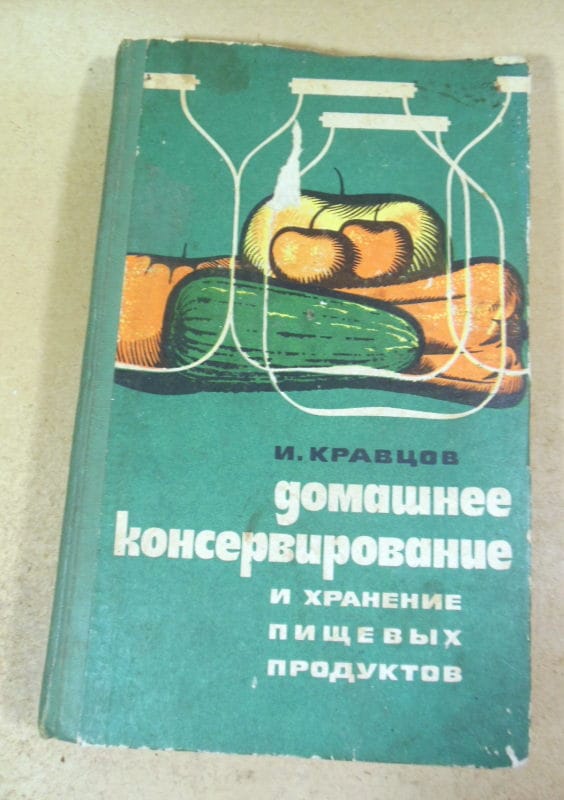 И. КРАВЦОВ
домашнее
консервирование
И ХРАНЕНИЕ
ПИЩЕВЫХ
ПРОДУКТОВ